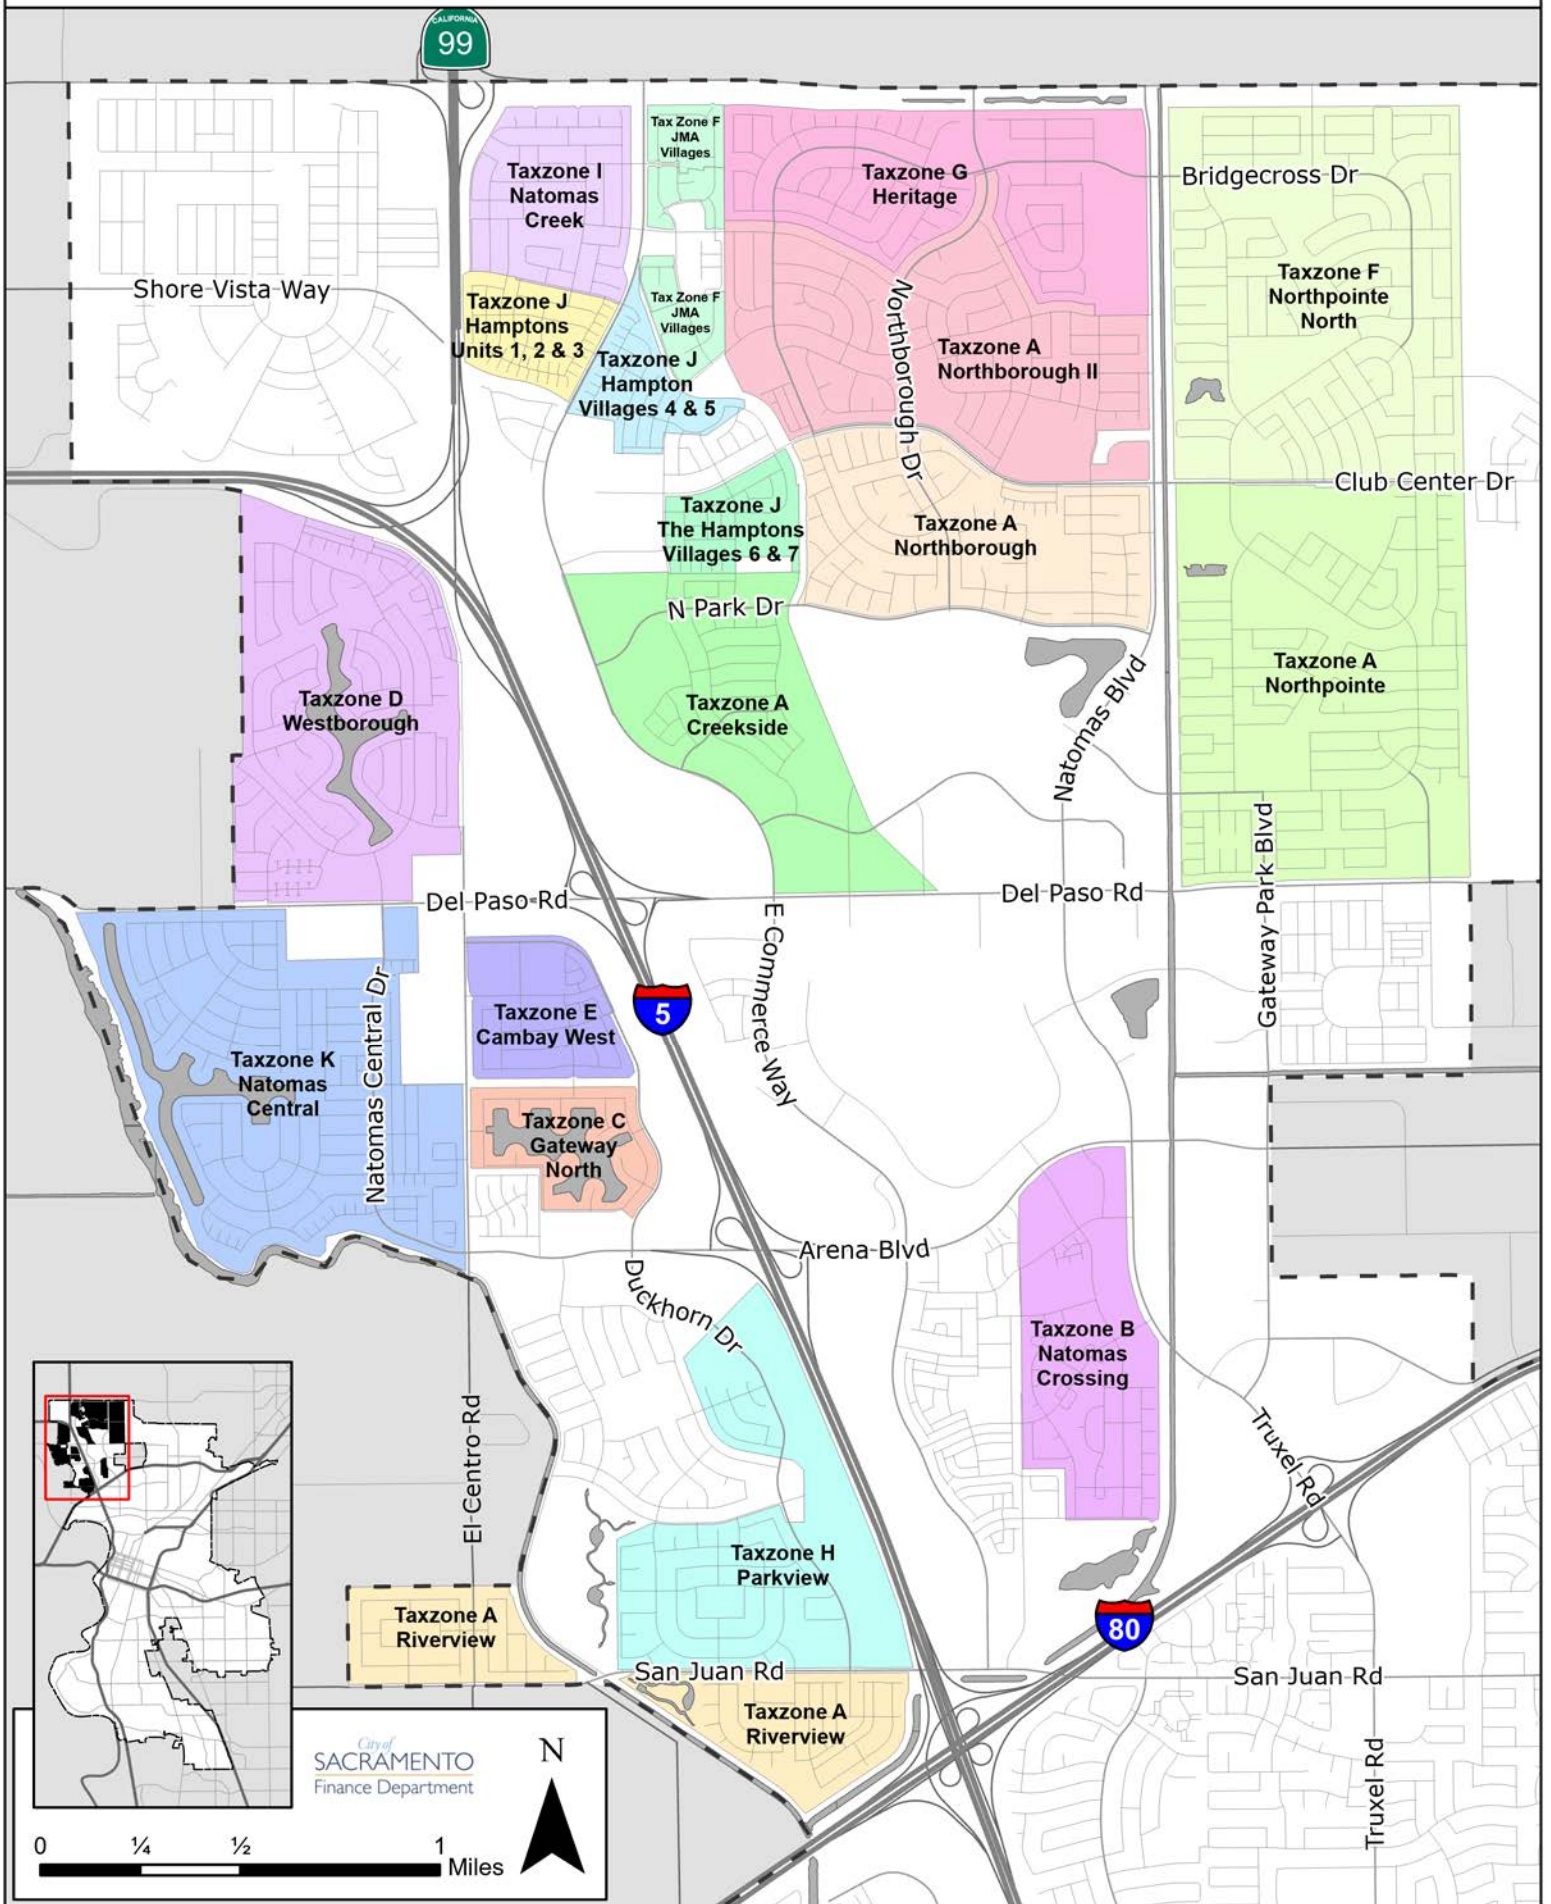 CALIFORNIA
99
Tax Zone F
JMA
Villages
Taxzone I
Natomas
Creek
Taxzone G
Heritage
Bridgecross Dr
Shore Vista Way
Taxzone J
Hamptons
Units 1, 2 & 3
Tax Zone F
JMA
Villages
Taxzone F
Northpointe
North
Northborough Dr
Taxzone J
Hampton
Villages 4 & 5
Taxzone A
Northborough II
Club Center Dr
Taxzone J
The Hamptons
Villages 6 & 7
Taxzone A
Northborough
N Park Dr
Taxzone D
Westborough
Taxzone A
Creekside
Natomas Blvd
Taxzone A
Northpointe
Gateway Park Blvd
Del Paso Rd
Del Paso Rd
E Commerce Way
Taxzone E
Cambay West
5
Taxzone K
Natomas
Central
Natomas Central Dr
Taxzone C
Gateway
North
Arena Blvd
Duckhorn Dr
Taxzone B
Natomas
Crossing
El Centro Rd
Truxel Rd
Taxzone H
Parkview
Taxzone A
Riverview
80
San Juan Rd
San Juan Rd
Taxzone A
Riverview
Truxel Rd
City of
SACRAMENTO
Finance Department
N
0 ¼ ½ 1
Miles